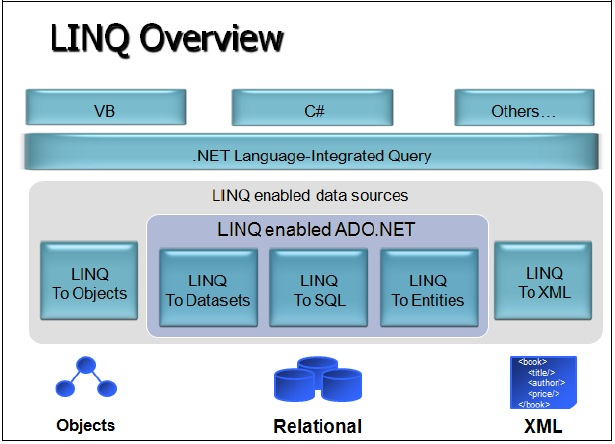 LINQ Overview
VB
C#
Others...
.NET Language-Integrated Query
LINQ enabled data sources
LINQ enabled ADO.NET
LINQ
To Objects
LINQ
To Datasets
LINQ
To SQL
LINQ
To Entities
LINQ
To XML
<book>
<title/>
<author/>
<price/>
</book>
Objects
Relational
XML